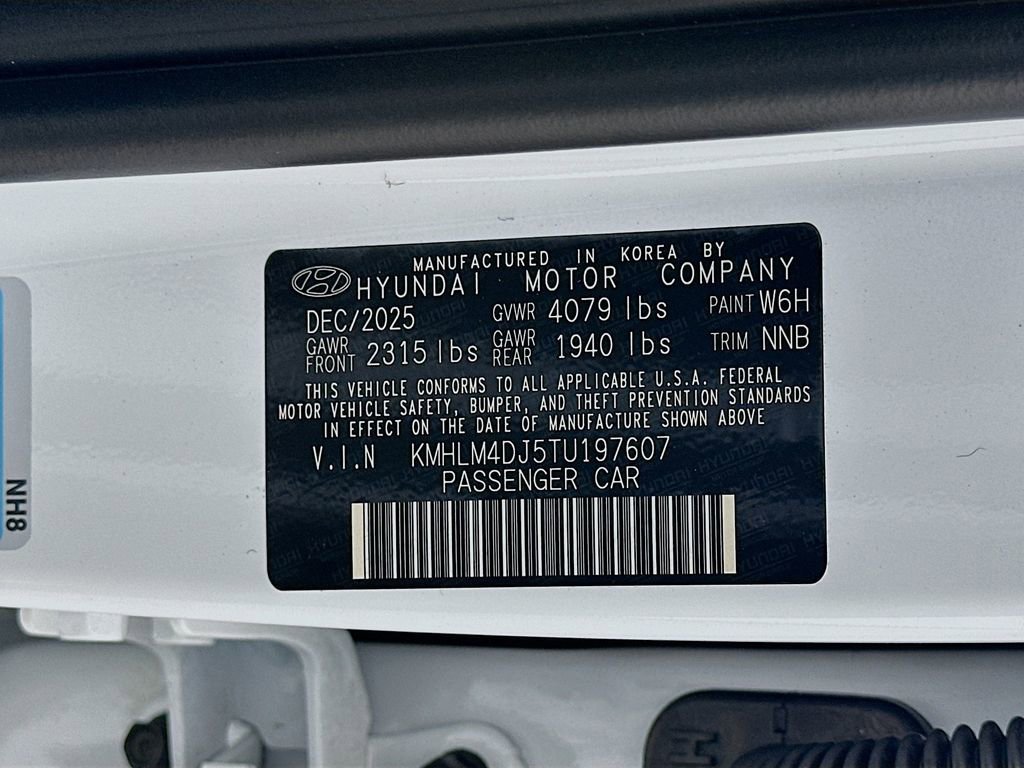 MANUFACTURED IN KOREA BY
HYUNDAI MOTOR COMPANY
DEC/2025 GVWR 4079 lbs PAINT W6H
GAWR FRONT 2315 lbs GAWR REAR 1940 lbs TRIM NNB
THIS VEHICLE CONFORMS TO ALL APPLICABLE U.S.A. FEDERAL
MOTOR VEHICLE SAFETY, BUMPER, AND THEFT PREVENTION STANDARDS
IN EFFECT ON THE DATE OF MANUFACTURE SHOWN ABOVE
V.I.N KMHLM4DJ5TU197607
PASSENGER CAR
NH8